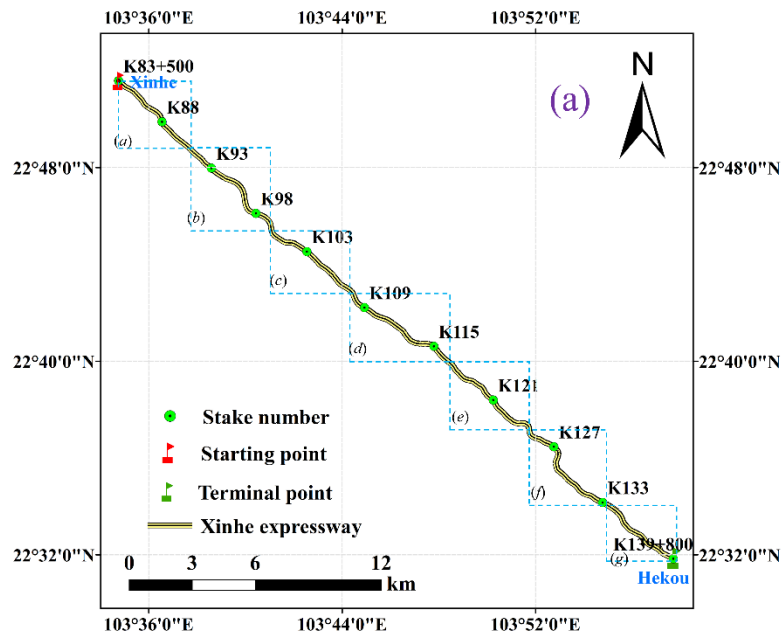 103°36'0"E 103°44'0"E 103°52'0"E
K83+500
Xinhe
(a)
N
K88
(a)
22°48'0"N 22°48'0"N
K93
K98
(b)
K103
(c)
K109
K115
(d)
22°40'0"N 22°40'0"N
K121
(e)
K127
(f)
K133
K139+800
(g)
Hekou
22°32'0"N 22°32'0"N
Stake number
Starting point
Terminal point
Xinhe expressway
0 3 6 12
km
103°36'0"E 103°44'0"E 103°52'0"E